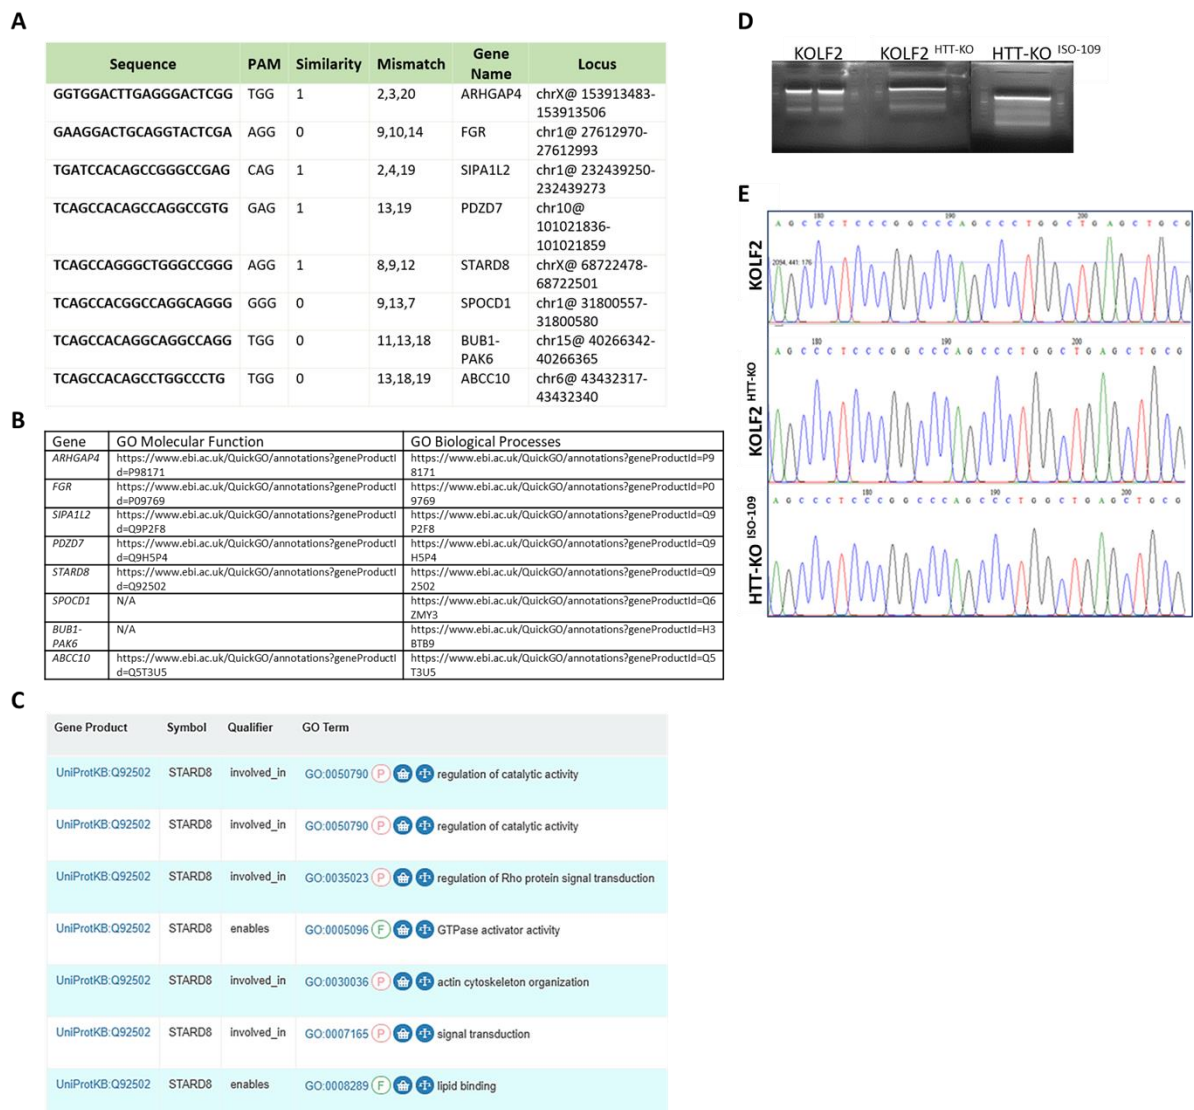 A
Sequence PAM Similarity Mismatch Gene Name Locus
GGTGGACTTGAGGGACTCGG TGG 1 2,3,20 ARHGAP4 chrX@ 153913483-
153913506
GAAGGACTGCAGGTACTCGA AGG 0 9,10,14 FGR chr1@ 27612970-
27612993
TGATCCACAGCCGGGCCGAG CAG 1 2,4,19 SIPA1L2 chr1@ 232439250-
232439273
TCAGCCACAGCCAGGCCGTG GAG 1 13,19 PDZD7 chr10@
101021836-
101021859
TCAGCCAGGGCTGGGCCGGG AGG 1 8,9,12 STARD8 chrX@ 68722478-
68722501
TCAGCCACGGCCAGGCAGGG GGG 0 9,13,7 SPOCD1 chr1@ 31800557-
31800580
TCAGCCACAGGCAGGCCAGG TGG 0 11,13,18 BUB1-
PAK6 chr15@ 40266342-
40266365
TCAGCCACAGCCTGGCCCTG TGG 0 13,18,19 ABCC10 chr6@ 43432317-
43432340
B
Gene GO Molecular Function GO Biological Processes
ARHGAP4 https://www.ebi.ac.uk/QuickGO/annotations?geneProductI https://www.ebi.ac.uk/QuickGO/annotations?geneProductId=P9
d=P98171 8171
FGR https://www.ebi.ac.uk/QuickGO/annotations?geneProductI https://www.ebi.ac.uk/QuickGO/annotations?geneProductId=P0
d=P09769 9769
SIPA1L2 https://www.ebi.ac.uk/QuickGO/annotations?geneProductI https://www.ebi.ac.uk/QuickGO/annotations?geneProductId=Q9
d=Q9P2F8 P2F8
PDZD7 https://www.ebi.ac.uk/QuickGO/annotations?geneProductI https://www.ebi.ac.uk/QuickGO/annotations?geneProductId=Q9
d=Q9H5P4 H5P4
STARD8 https://www.ebi.ac.uk/QuickGO/annotations?geneProductI https://www.ebi.ac.uk/QuickGO/annotations?geneProductId=Q9
d=Q92502 2502
SPOCD1 N/A https://www.ebi.ac.uk/QuickGO/annotations?geneProductId=Q6
ZMY3
BUB1- N/A https://www.ebi.ac.uk/QuickGO/annotations?geneProductId=H3
PAK6 BTB9
ABCC10 https://www.ebi.ac.uk/QuickGO/annotations?geneProductI https://www.ebi.ac.uk/QuickGO/annotations?geneProductId=Q5
d=Q5T3U5 T3U5
C
Gene Product Symbol Qualifier GO Term
UniProtKB:Q92502 STARD8 involved_in GO:0050790 P regulation of catalytic activity
UniProtKB:Q92502 STARD8 involved_in GO:0050790 P regulation of catalytic activity
UniProtKB:Q92502 STARD8 involved_in GO:0035023 P regulation of Rho protein signal transduction
UniProtKB:Q92502 STARD8 enables GO:0005096 F GTPase activator activity
UniProtKB:Q92502 STARD8 involved_in GO:0030036 P actin cytoskeleton organization
UniProtKB:Q92502 STARD8 involved_in GO:0007165 P signal transduction
UniProtKB:Q92502 STARD8 enables GO:0008289 F lipid binding
D
KOLF2 KOLF2 HTT-KO HTT-KO ISO-109
E
KOLF2
180 190 200
A G C C C T C C C G G C C C A G C C C T G G C T G A G C T G C G
2094, 441: 176
KOLF2 HTT-KO
180 190 200
A G C C C T C C C G G C C C A G C C C T G G C T G A G C T G C G
HTT-KO ISO-109
A G C C C T C C C G G C C C A G C C C T G G C T G A G C T G C G
180 190 200